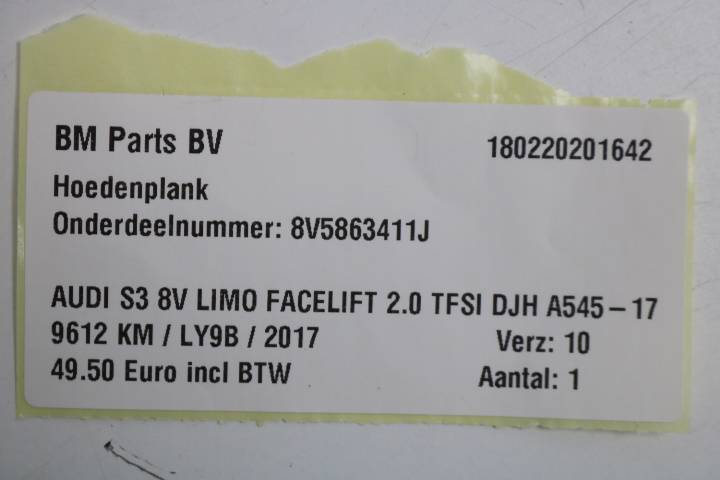 BM Parts BV 180220201642
Hoedenplank
Onderdeelnummer: 8V5863411J
AUDI S3 8V LIMO FACELIFT 2.0 TFSI DJH A545-17
9612 KM / LY9B / 2017 Verz: 10
49.50 Euro incl BTW Aantal: 1